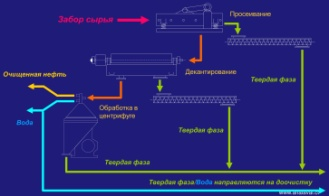 Забор сырья
Просеивание
Декантирование
Очищенная нефть
Обработка в
центрифуге
Вода
Твердая фаза
Твердая фаза
Твердая фаза
Твердая фаза/Вода направляются на доочистку